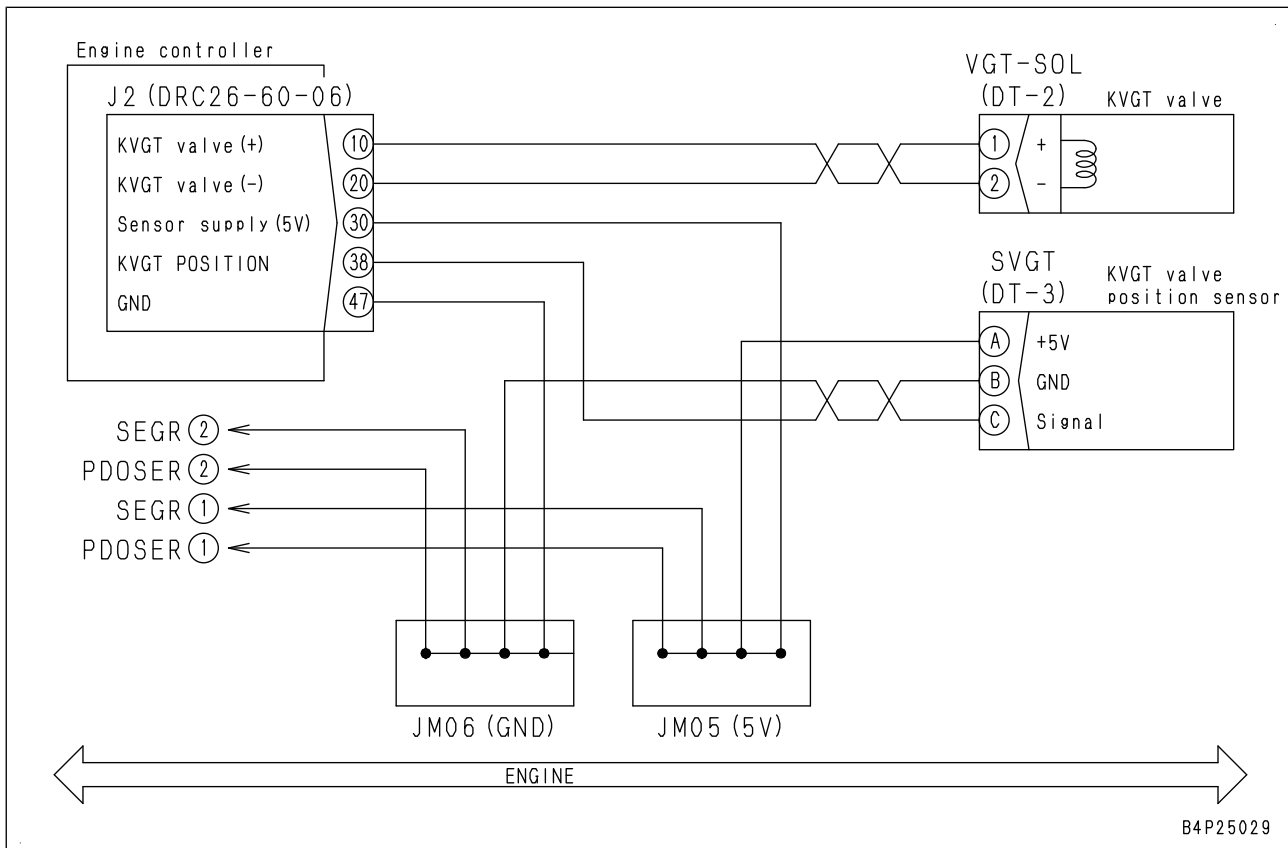 Engine controller
J2 (DRC26-60-06)
KVGT valve (+) 10
KVGT valve (-) 20
Sensor supply (5V) 30
KVGT POSITION 38
GND 47
VGT-SOL
(DT-2) KVGT valve
1 +
2 -
SVGT
(DT-3)
KVGT valve
position sensor
A +5V
B GND
C Signal
SEGR 2
PDOSER 2
SEGR 1
PDOSER 1
JM06 (GND)
JM05 (5V)
ENGINE
B4P25029